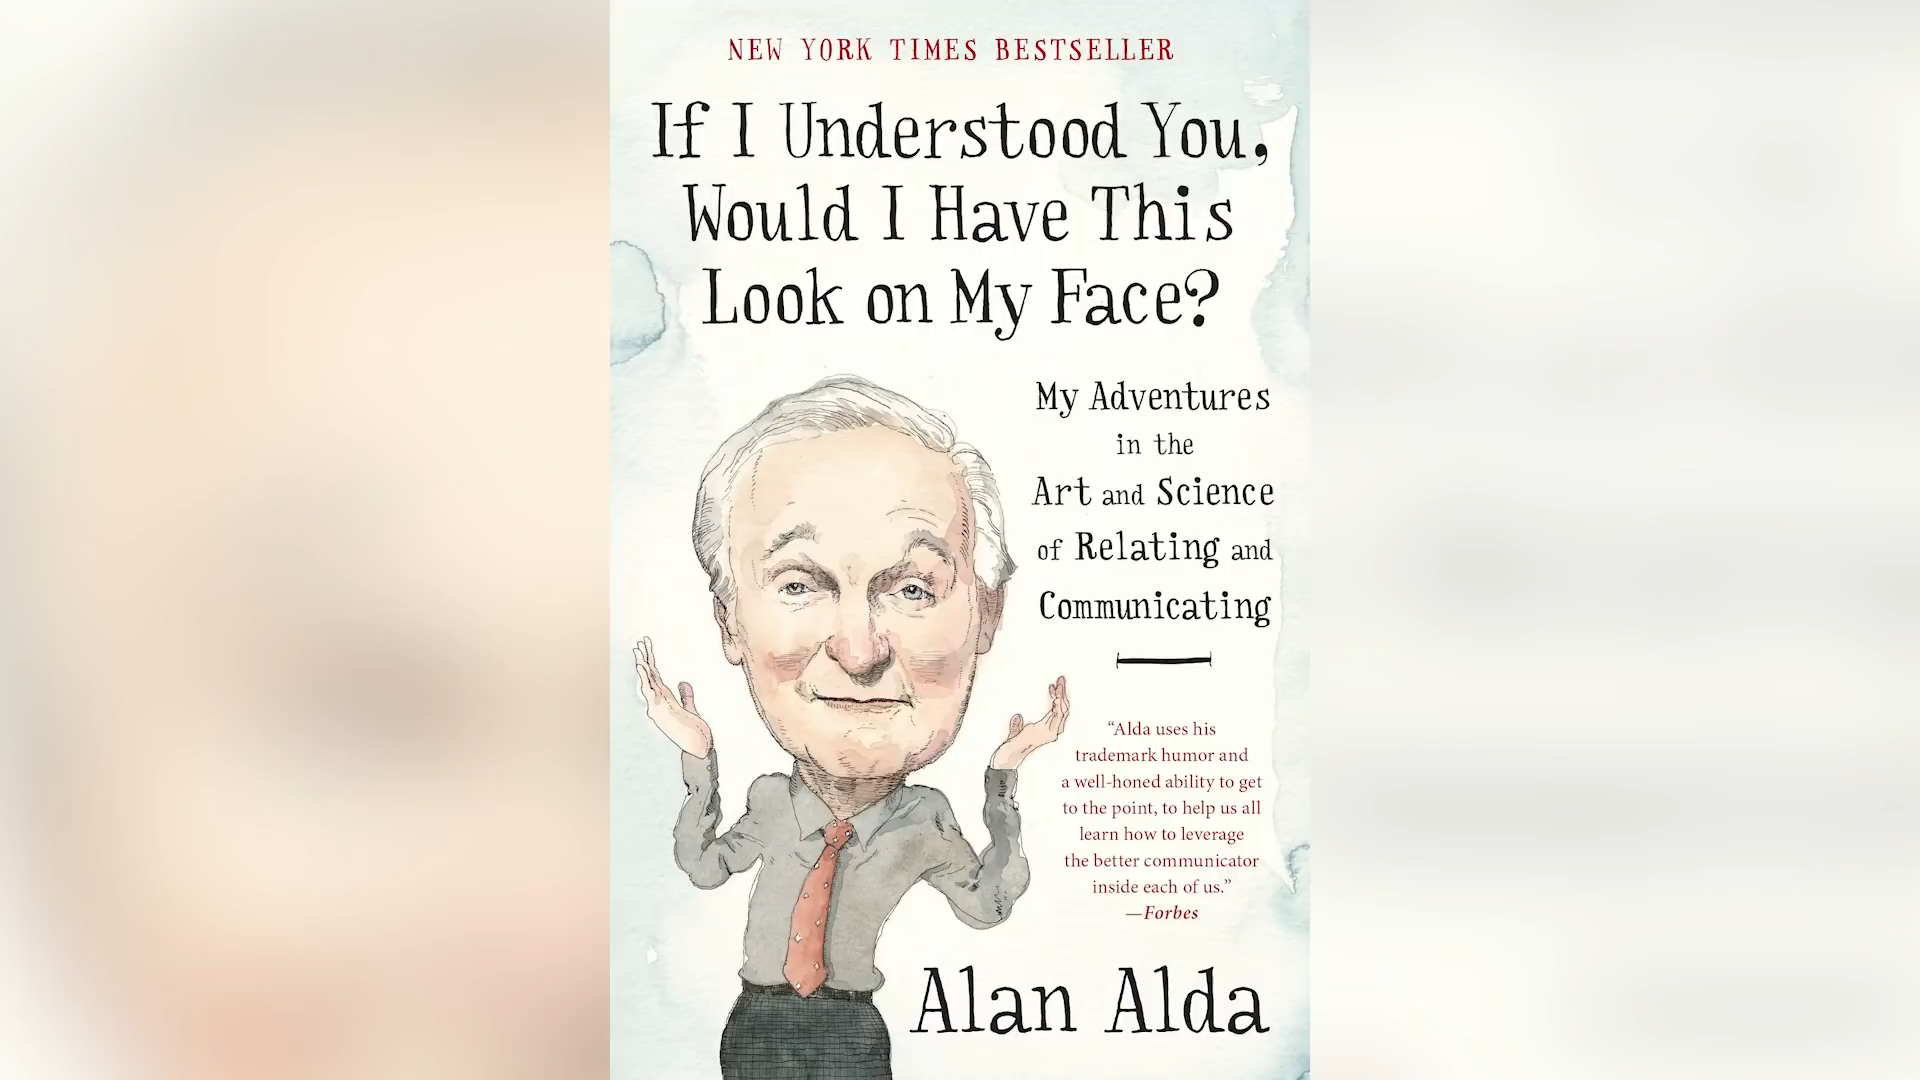 NEW YORK TIMES BESTSELLER
If I Understood You,
Would I Have This
Look on My Face?
My Adventures
in the
Art and Science
of Relating and
Communicating
“Alda uses his
trademark humor and
a well-honed ability to get
to the point, to help us all
learn how to leverage
the better communicator
inside each of us.”
—Forbes
Alan Alda